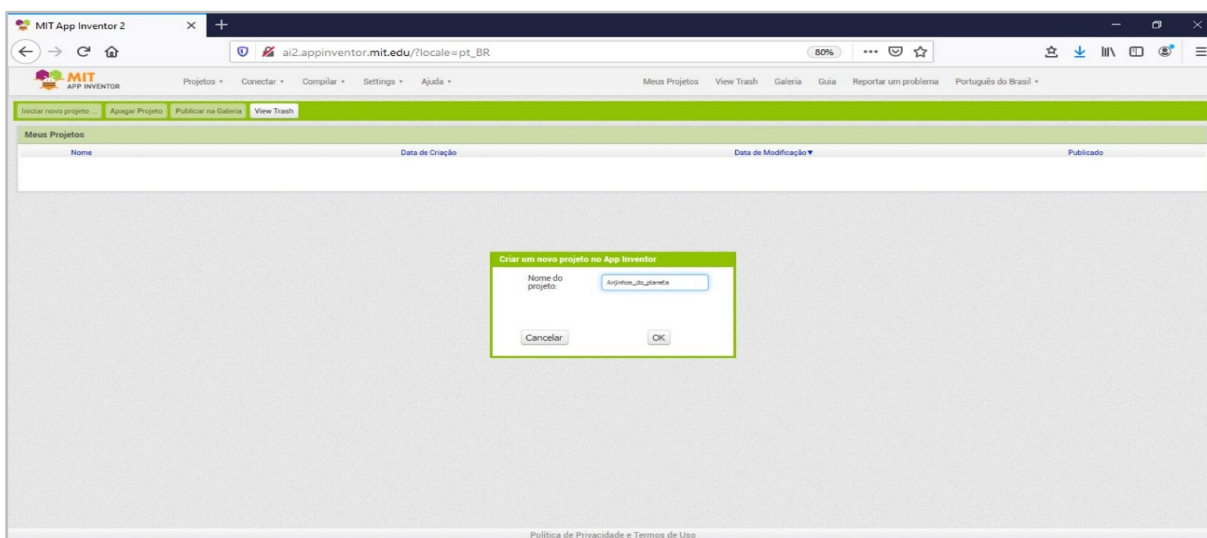 MIT App Inventor 2
ai2.appinventor.mit.edu/?locale=pt_BR
80%
MIT
APP INVENTOR
Projetos
Conectar
Compilar
Settings
Ajuda
Meus Projetos
View Trash
Galeria
Guia
Reportar um problema
Português do Brasil
Iniciar novo projeto ...
Apagar Projeto
Publicar na Galeria
View Trash
Meus Projetos
Nome
Data de Criação
Data de Modificação▼
Publicado
Criar um novo projeto no App Inventor
Nome do
projeto:
Anjinhos_do_planeta
Cancelar
OK
Política de Privacidade e Termos de Uso